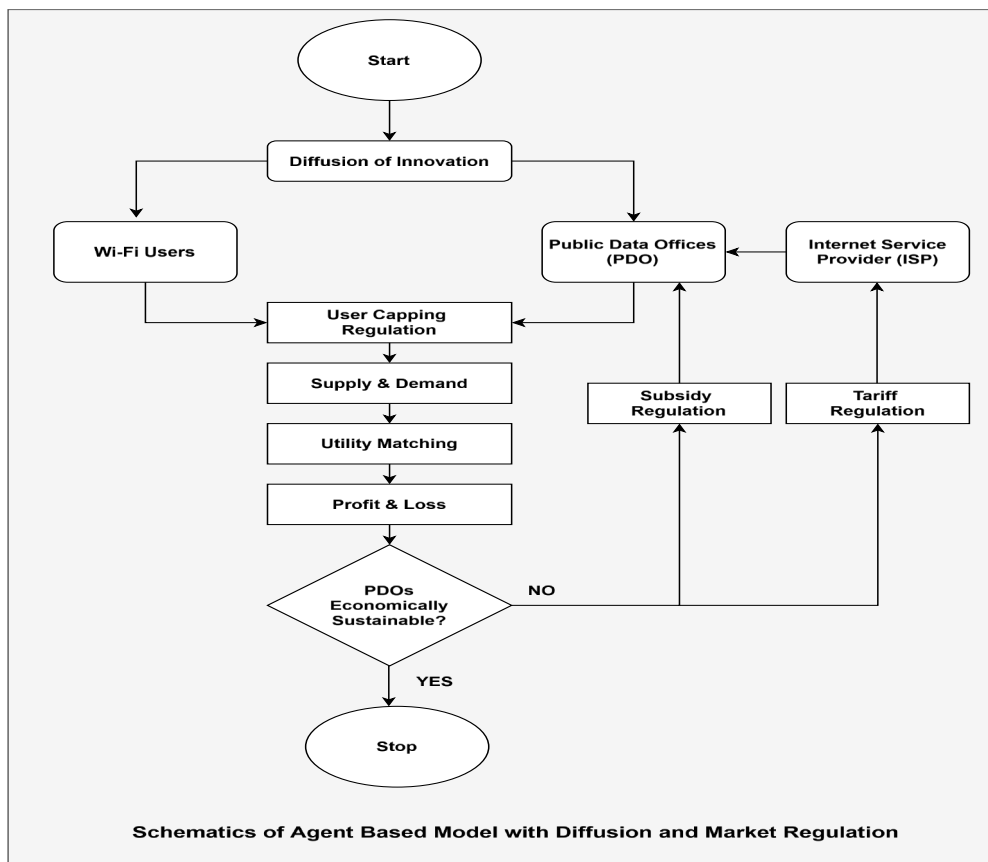 Start
Diffusion of Innovation
Wi-Fi Users
Public Data Offices
(PDO)
Internet Service
Provider (ISP)
User Capping
Regulation
Supply & Demand
Subsidy
Regulation
Tariff
Regulation
Utility Matching
Profit & Loss
PDOs
Economically
Sustainable?
NO
YES
Stop
Schematics of Agent Based Model with Diffusion and Market Regulation